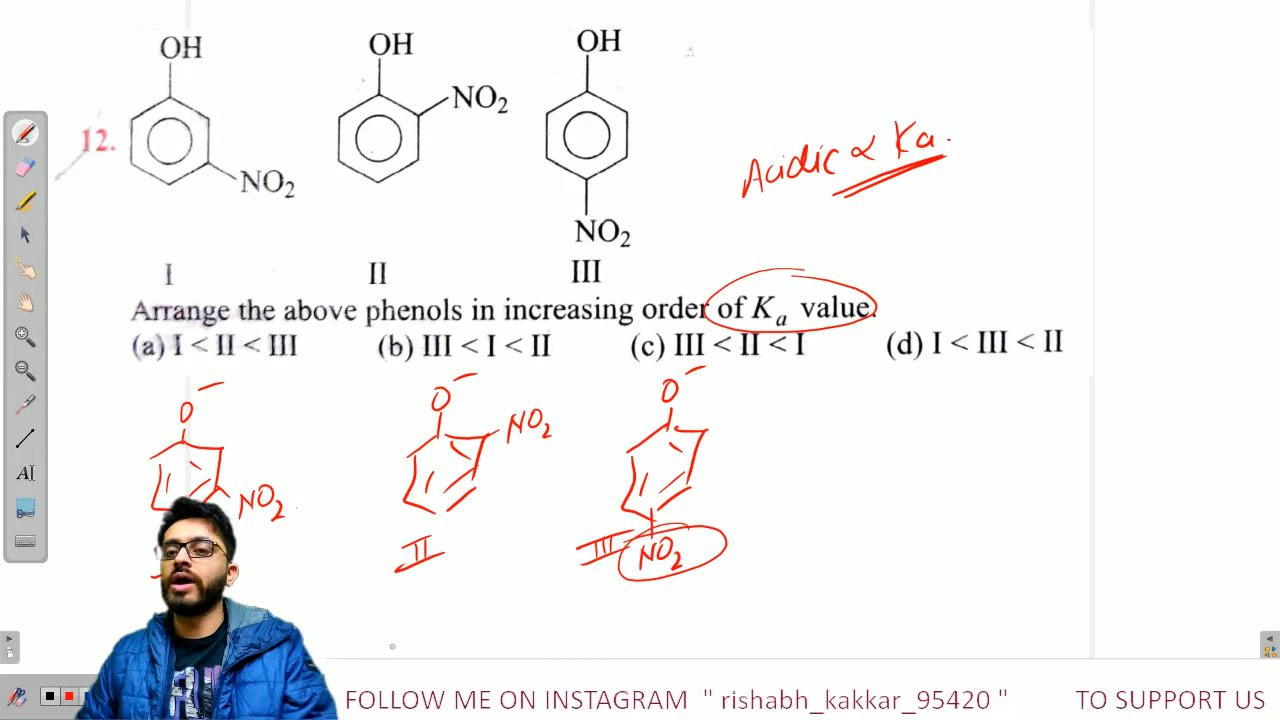 OH OH OH
12. NO2 NO2
NO2
I II III
Acidic ∝ Ka.
Arrange the above phenols in increasing order of Ka value.
(a) I < II < III (b) III < I < II (c) III < II < I (d) I < III < II
O− O− O−
NO2 NO2
II III NO2
AI
FOLLOW ME ON INSTAGRAM " rishabh_kakkar_95420 " TO SUPPORT US